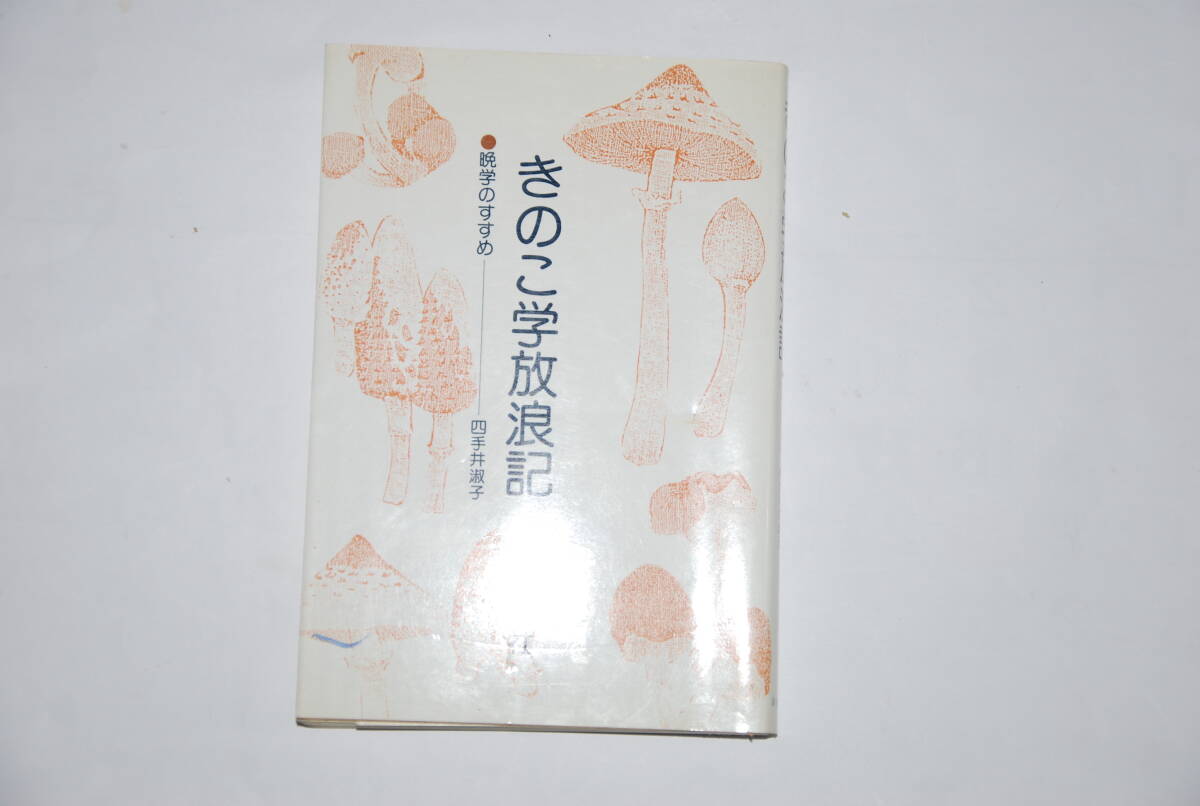 きのこ学放浪記
●晩学のすすめ
四手井淑子